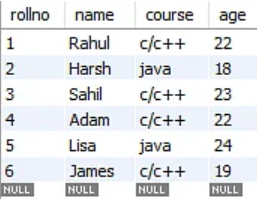 rollno name course age
1 Rahul c/c++ 22
2 Harsh java 18
3 Sahil c/c++ 23
4 Adam c/c++ 22
5 Lisa java 24
6 James c/c++ 19
NULL NULL NULL NULL